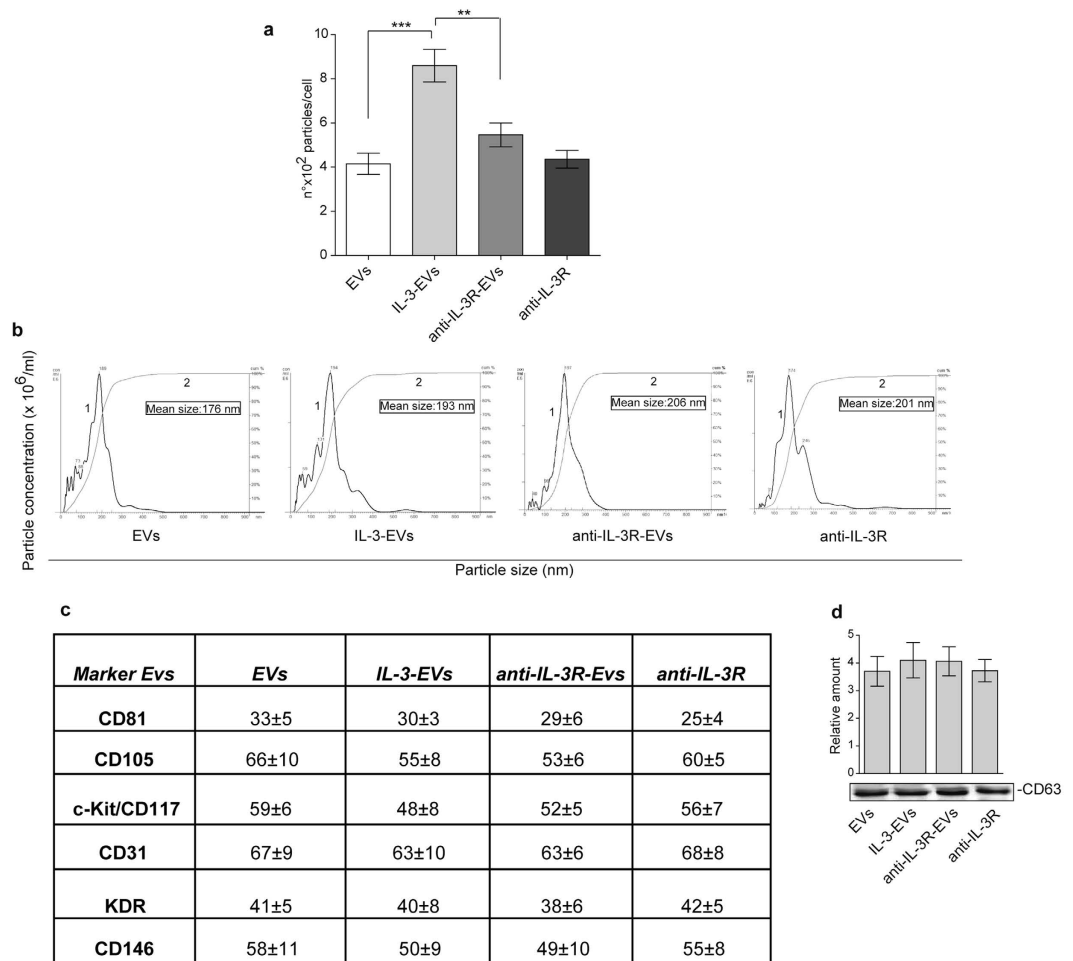 a
*** **
n°x10² particles/cell
10
8
6
4
2
0
EVs IL-3-EVs anti-IL-3R-EVs anti-IL-3R
b
Particle concentration (x 10⁶/ml)
1 2 Mean size:176 nm
1 2 Mean size:193 nm
1 2 Mean size:206 nm
1 2 Mean size:201 nm
EVs IL-3-EVs anti-IL-3R-EVs anti-IL-3R
Particle size (nm)
c
Marker Evs EVs IL-3-EVs anti-IL-3R-Evs anti-IL-3R
CD81 33±5 30±3 29±6 25±4
CD105 66±10 55±8 53±6 60±5
c-Kit/CD117 59±6 48±8 52±5 56±7
CD31 67±9 63±10 63±6 68±8
KDR 41±5 40±8 38±6 42±5
CD146 58±11 50±9 49±10 55±8
d
Relative amount
5
4
3
2
1
0
-CD63
EVs IL-3-EVs anti-IL-3R-EVs anti-IL-3R